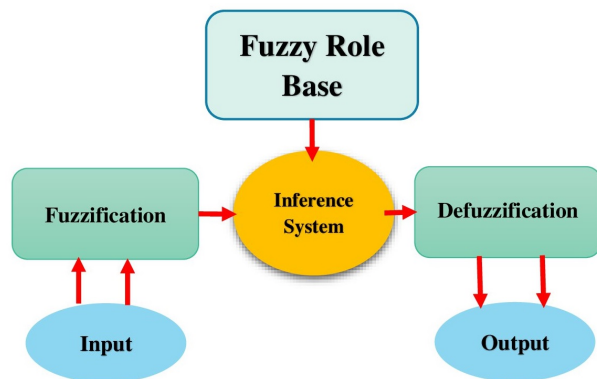 Fuzzy Role
Base
Fuzzification
Inference
System
Defuzzification
Input
Output